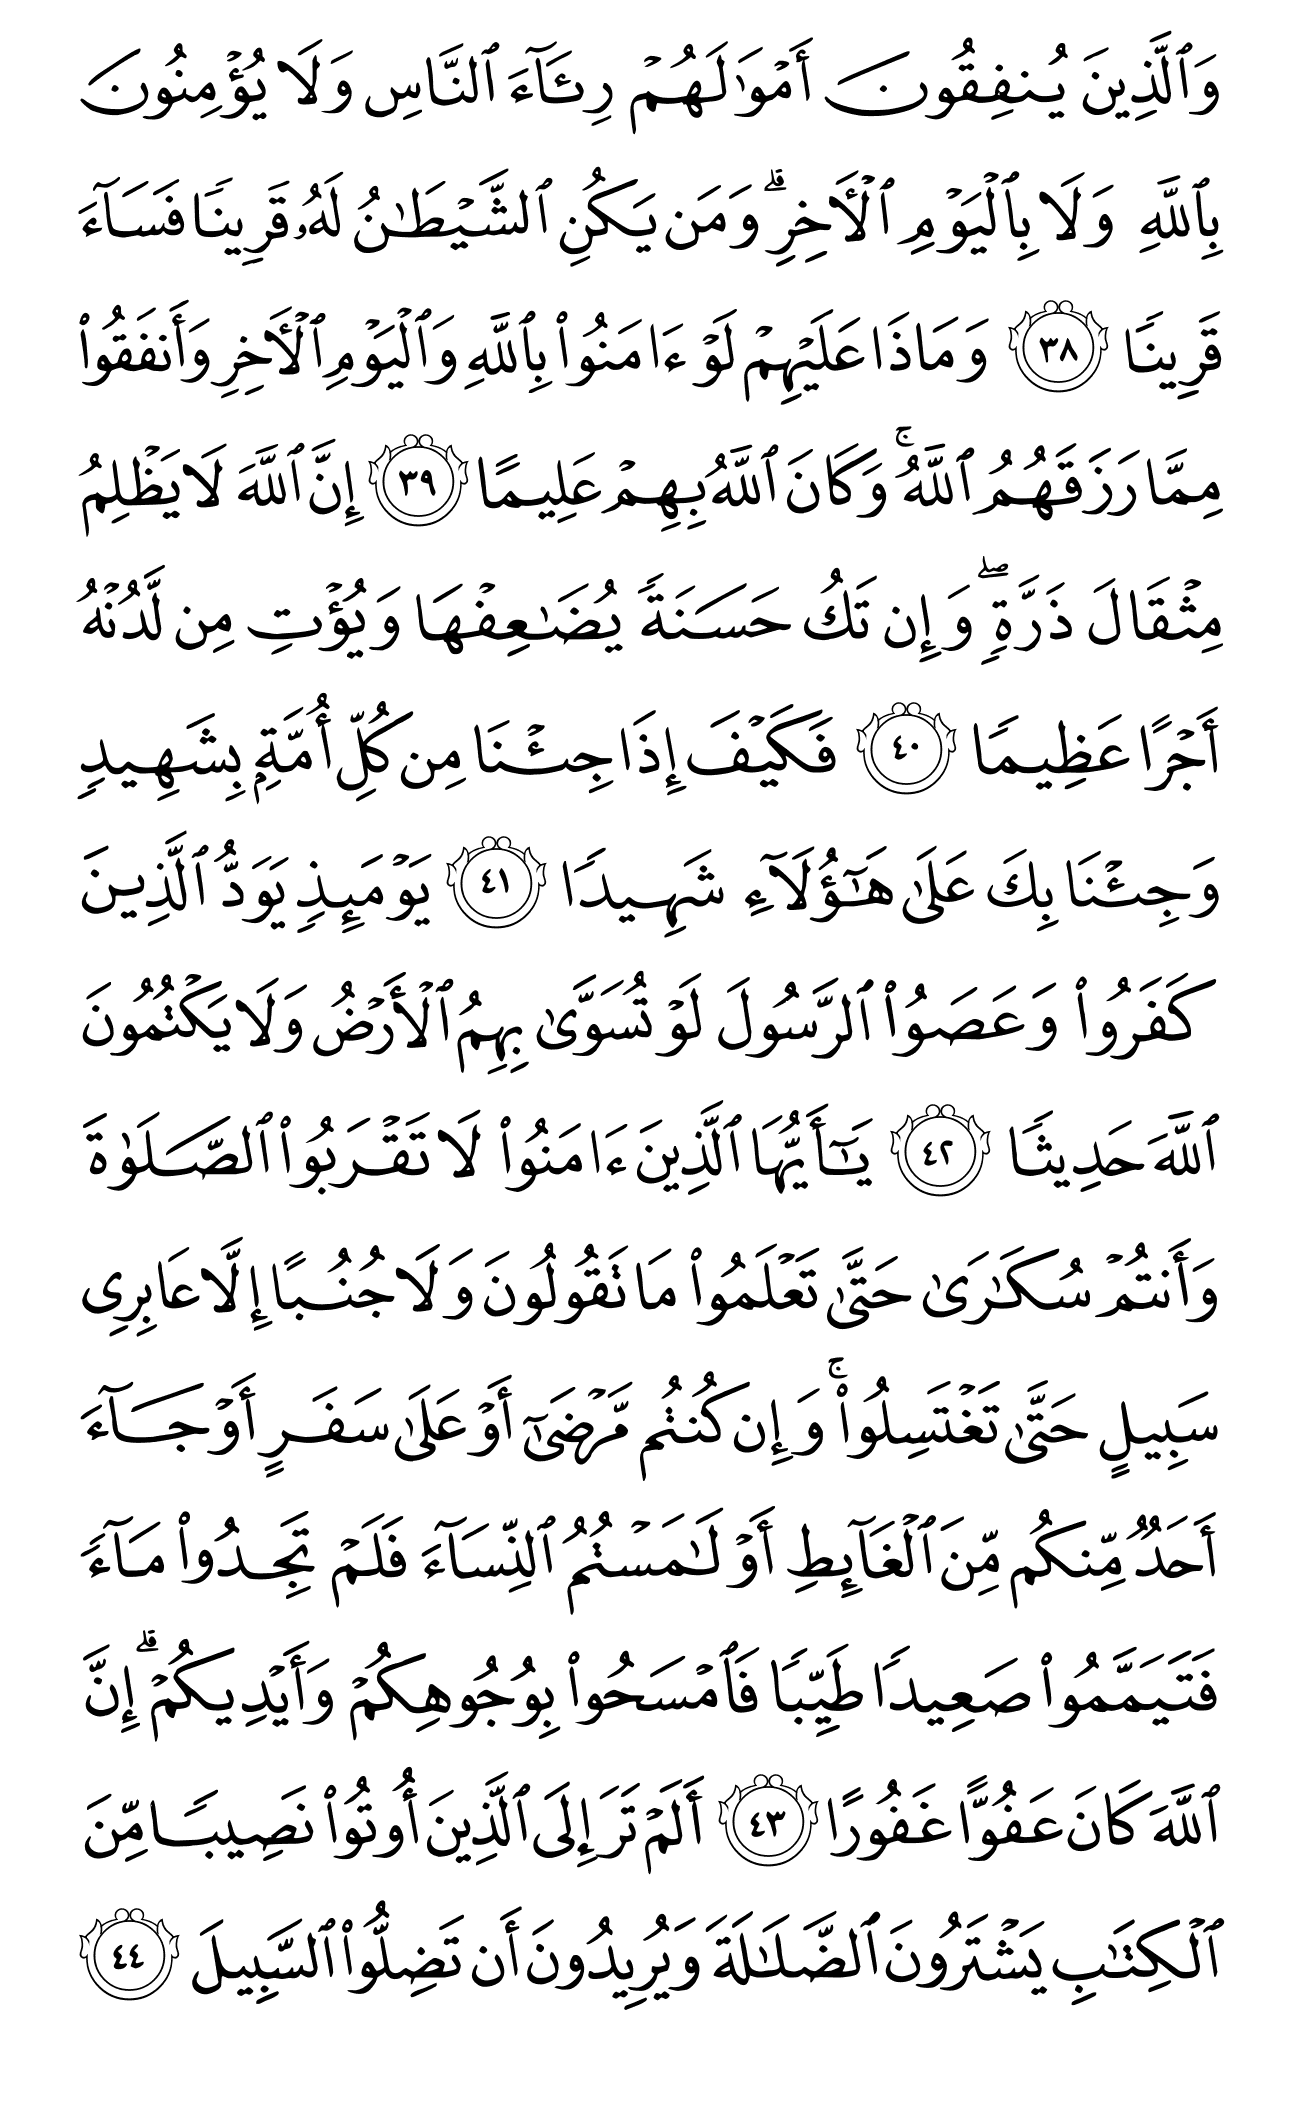 وَٱلَّذِينَ يُنفِقُونَ أَمۡوَٰلَهُمۡ رِئَآءَ ٱلنَّاسِ وَلَا يُؤۡمِنُونَ
بِٱللَّهِ وَلَا بِٱلۡيَوۡمِ ٱلۡأٓخِرِۗ وَمَن يَكُنِ ٱلشَّيۡطَٰنُ لَهُۥ قَرِينٗا فَسَآءَ
قَرِينٗا ٣٨ وَمَاذَا عَلَيۡهِمۡ لَوۡ ءَامَنُواْ بِٱللَّهِ وَٱلۡيَوۡمِ ٱلۡأٓخِرِ وَأَنفَقُواْ
مِمَّا رَزَقَهُمُ ٱللَّهُۚ وَكَانَ ٱللَّهُ بِهِمۡ عَلِيمًا ٣٩ إِنَّ ٱللَّهَ لَا يَظۡلِمُ
مِثۡقَالَ ذَرَّةٖۖ وَإِن تَكُ حَسَنَةٗ يُضَٰعِفۡهَا وَيُؤۡتِ مِن لَّدُنۡهُ
أَجۡرًا عَظِيمٗا ٤٠ فَكَيۡفَ إِذَا جِئۡنَا مِن كُلِّ أُمَّةِۭ بِشَهِيدٖ
وَجِئۡنَا بِكَ عَلَىٰ هَٰٓؤُلَآءِ شَهِيدٗا ٤١ يَوۡمَئِذٖ يَوَدُّ ٱلَّذِينَ
كَفَرُواْ وَعَصَوُاْ ٱلرَّسُولَ لَوۡ تُسَوَّىٰ بِهِمُ ٱلۡأَرۡضُ وَلَا يَكۡتُمُونَ
ٱللَّهَ حَدِيثٗا ٤٢ يَٰٓأَيُّهَا ٱلَّذِينَ ءَامَنُواْ لَا تَقۡرَبُواْ ٱلصَّلَوٰةَ
وَأَنتُمۡ سُكَٰرَىٰ حَتَّىٰ تَعۡلَمُواْ مَا تَقُولُونَ وَلَا جُنُبًا إِلَّا عَابِرِي
سَبِيلٍ حَتَّىٰ تَغۡتَسِلُواْۚ وَإِن كُنتُم مَّرۡضَىٰٓ أَوۡ عَلَىٰ سَفَرٍ أَوۡ جَآءَ
أَحَدٞ مِّنكُم مِّنَ ٱلۡغَآئِطِ أَوۡ لَٰمَسۡتُمُ ٱلنِّسَآءَ فَلَمۡ تَجِدُواْ مَآءٗ
فَتَيَمَّمُواْ صَعِيدٗا طَيِّبٗا فَٱمۡسَحُواْ بِوُجُوهِكُمۡ وَأَيۡدِيكُمۡۗ إِنَّ
ٱللَّهَ كَانَ عَفُوًّا غَفُورًا ٤٣ أَلَمۡ تَرَ إِلَى ٱلَّذِينَ أُوتُواْ نَصِيبٗا مِّنَ
ٱلۡكِتَٰبِ يَشۡتَرُونَ ٱلضَّلَٰلَةَ وَيُرِيدُونَ أَن تَضِلُّواْ ٱلسَّبِيلَ ٤٤